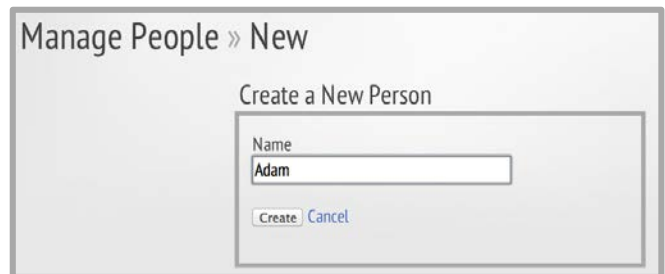 Manage People » New
Create a New Person
Name
Adam
Create Cancel